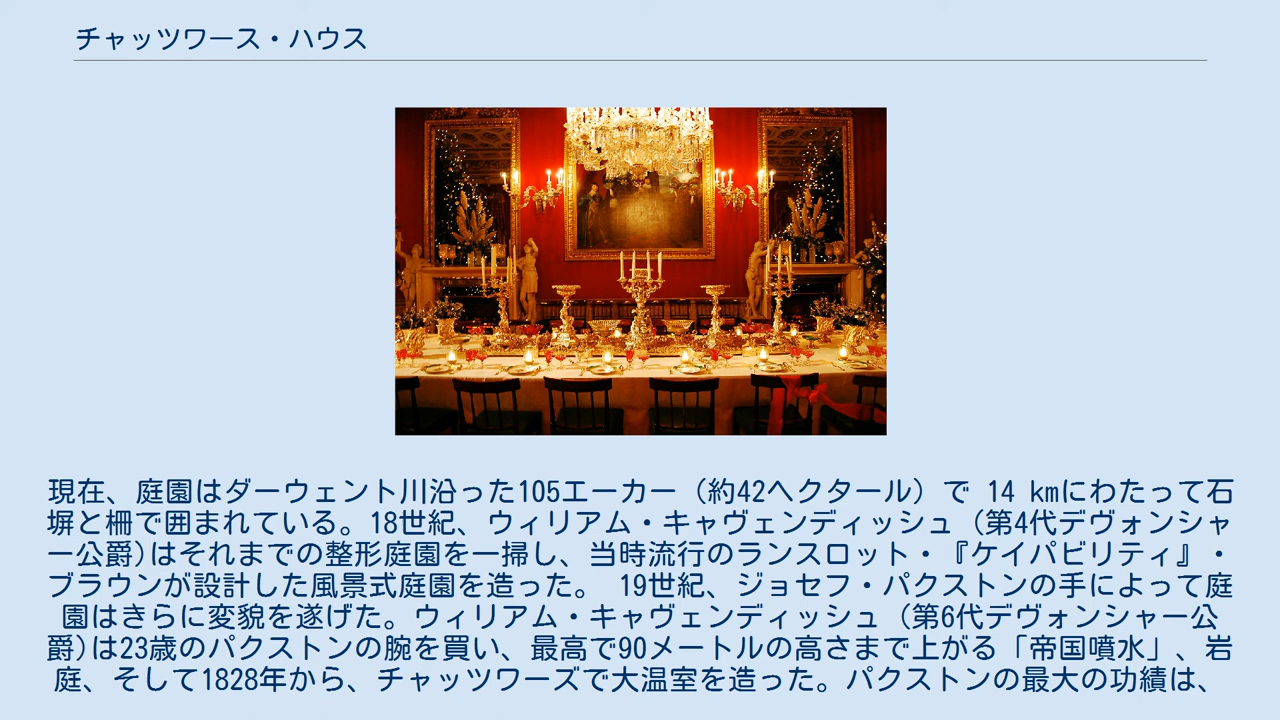 チャッツワース・ハウス
現在、庭園はダーウェント川沿った105エーカー（約42ヘクタール）で 14 kmにわたって石
塀と柵で囲まれている。18世紀、ウィリアム・キャヴェンディッシュ（第4代デヴォンシャ
ー公爵)はそれまでの整形庭園を一掃し、当時流行のランスロット・『ケイパビリティ』・
ブラウンが設計した風景式庭園を造った。 19世紀、ジョセフ・パクストンの手によって庭
園はきらに変貌を遂げた。ウィリアム・キャヴェンディッシュ（第6代デヴォンシャー公
爵)は23歳のパクストンの腕を買い、最高で90メートルの高さまで上がる「帝国噴水」、岩
庭、そして1828年から、チャッツワーズで大温室を造った。パクストンの最大の功績は、